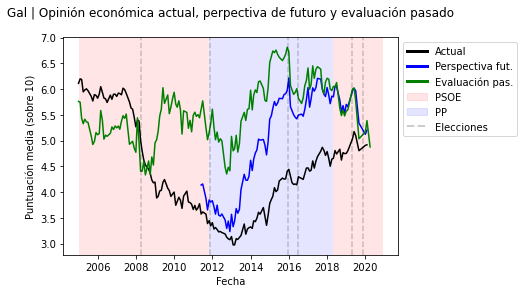 Gal | Opinión económica actual, perpectiva de futuro y evaluación pasado
7.0
6.5
6.0
5.5
5.0
4.5
4.0
3.5
3.0
Puntuación media (sobre 10)
2006
2008
2010
2012
2014
2016
2018
2020
Fecha
Actual
Perspectiva fut.
Evaluación pas.
PSOE
PP
Elecciones